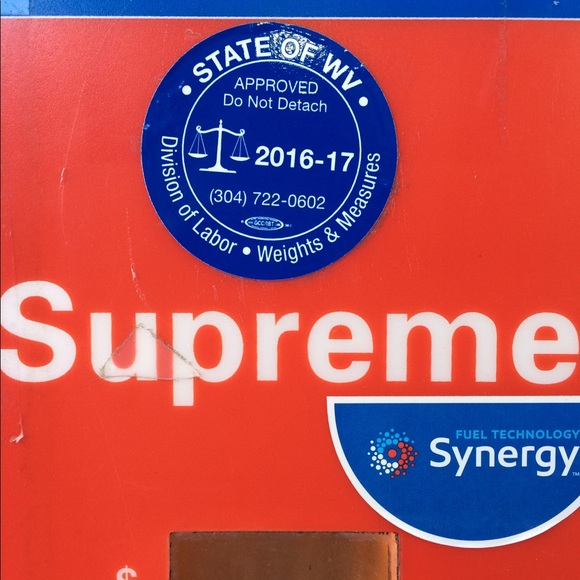 STATE OF WV
APPROVED
Do Not Detach
2016-17
(304) 722-0602
Division of Labor • Weights & Measures
Supreme
FUEL TECHNOLOGY
Synergy™
$